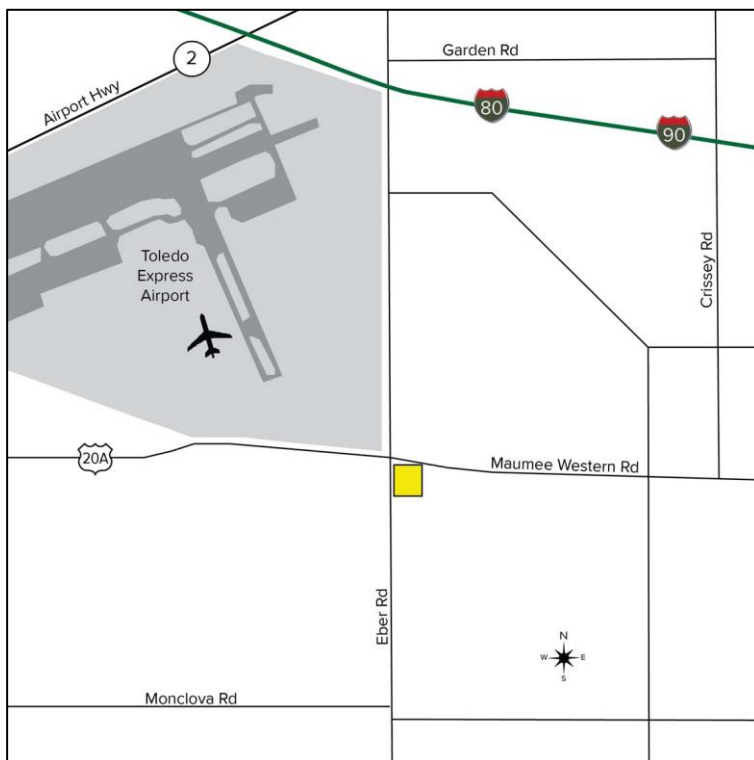 Garden Rd
2
Airport Hwy
80
90
Toledo
Express
Airport
Crissey Rd
20A
Maumee Western Rd
Eber Rd
N
W
E
S
Monclova Rd